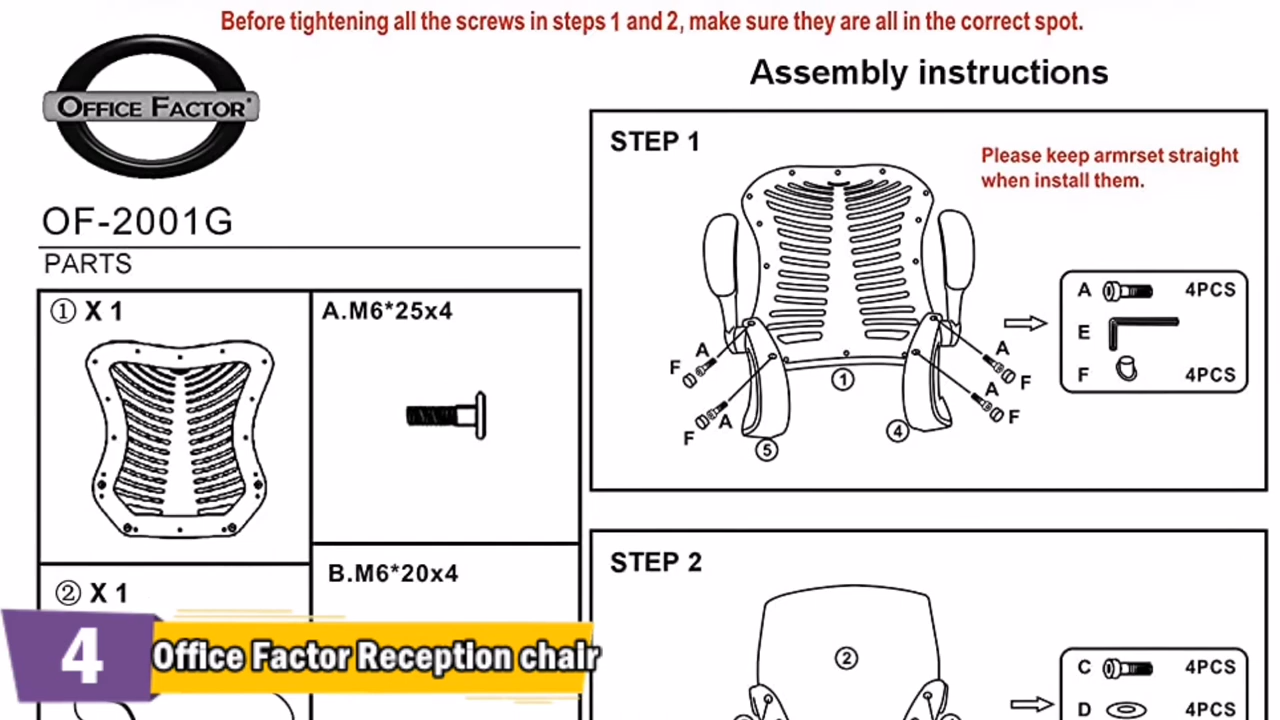 Before tightening all the screws in steps 1 and 2, make sure they are all in the correct spot.
OFFICE FACTOR
OF-2001G
PARTS
① X 1
A.M6*25x4
② X 1
B.M6*20x4
Assembly instructions
STEP 1
Please keep armrset straight
when install them.
A
F
A
F
A
F
A
F
①
④
⑤
A 4PCS
E
F 4PCS
STEP 2
②
C 4PCS
D 4PCS
4
Office Factor Reception chair